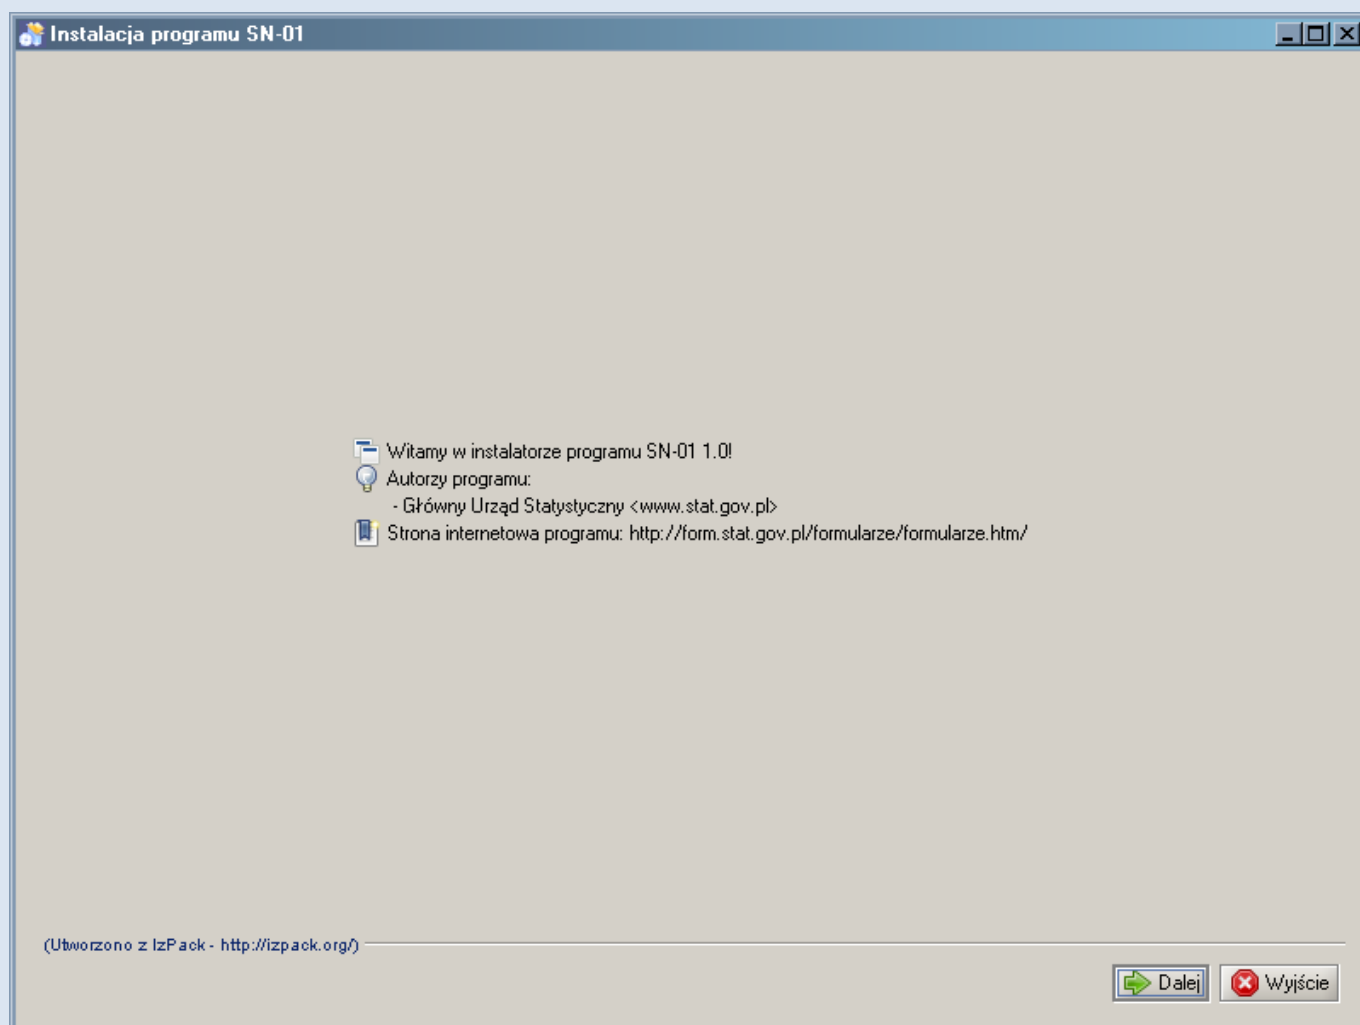 Instalacja programu SN-01
Witamy w instalatorze programu SN-01 1.0!
Autorzy programu:
- Główny Urząd Statystyczny <www.stat.gov.pl>
Strona internetowa programu: http://form.stat.gov.pl/formularze/formularze.htm/
(Utworzono z IzPack - http://izpack.org/)
Dalej Wyjście